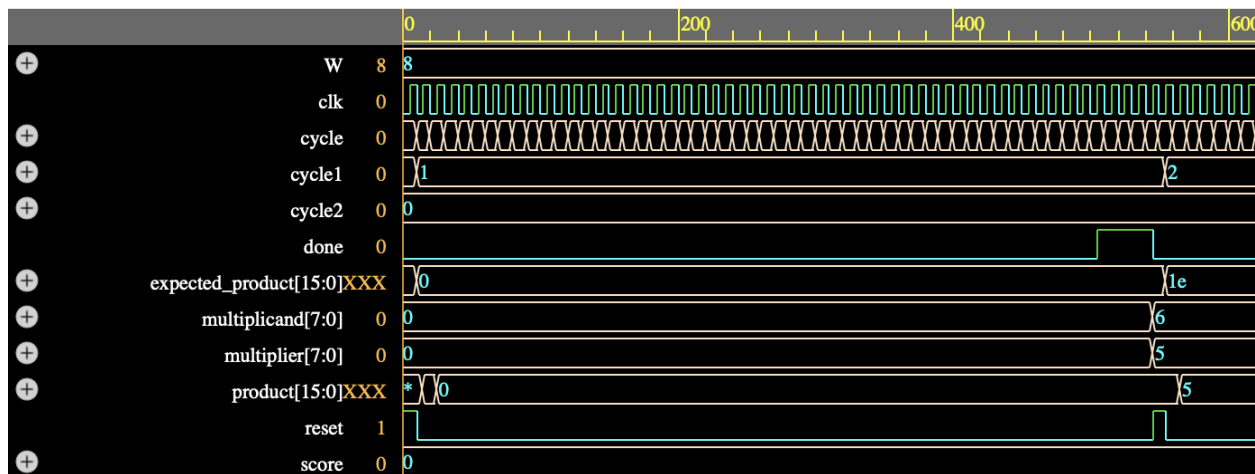 0 200 400 600
W 8 8
clk 0
cycle 0
cycle1 0 1 2
cycle2 0 0
done 0
expected_product[15:0]XXX 0 1e
multiplicand[7:0] 0 0 6
multiplier[7:0] 0 0 5
product[15:0]XXX * 0 5
reset 1
score 0 0